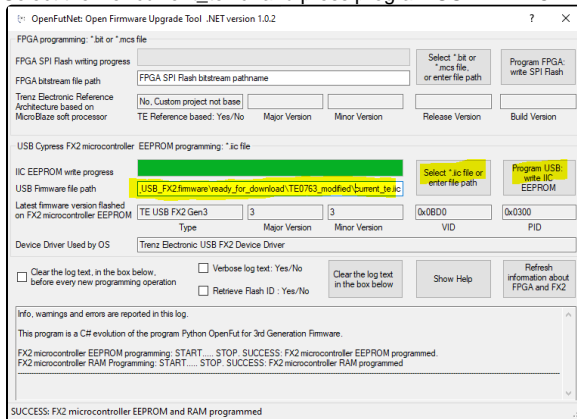 OpenFutNet: Open Firmware Upgrade Tool .NET version 1.0.2
FPGA programming: *.bit or *.mcs file
FPGA SPI Flash writing progress
Select *.bit or *.mcs file, or enter file path
Program FPGA: write SPI Flash
FPGA bitstream file path
FPGA SPI Flash bitstream pathname
Trenz Electronic Reference Architecture based on MicroBlaze soft processor
No, Custom project not base
TE Reference based: Yes/No
Major Version
Minor Version
Release Version
Build Version
USB Cypress FX2 microcontroller EEPROM programming: *.iic file
IIC EEPROM write progress
Select *.iic file or enter file path
Program USB: write IIC EEPROM
USB Firmware file path
_USB_FX2.firmware\ready_for_download\TE0763_modified\current_te.iic
Latest firmware version flashed on FX2 microcontroller EEPROM
TE USB FX2 Gen3
3
3
0x0BD0
0x0300
Type
Major Version
Minor Version
VID
PID
Device Driver Used by OS
Trenz Electronic USB FX2 Device Driver
Clear the log text, in the box below, before every new programming operation
Verbose log text: Yes/No
Retrieve Flash ID : Yes/No
Clear the log text in the box below
Show Help
Refresh information about FPGA and FX2
Info, warnings and errors are reported in this log.
This program is a C# evolution of the program Python OpenFut for 3rd Generation Firmware.
FX2 microcontroller EEPROM programming: START..... STOP. SUCCESS: FX2 microcontroller EEPROM programmed.
FX2 microcontroller RAM Programming: START..... STOP. SUCCESS: FX2 microcontroller RAM programmed
SUCCESS: FX2 microcontroller EEPROM and RAM programmed